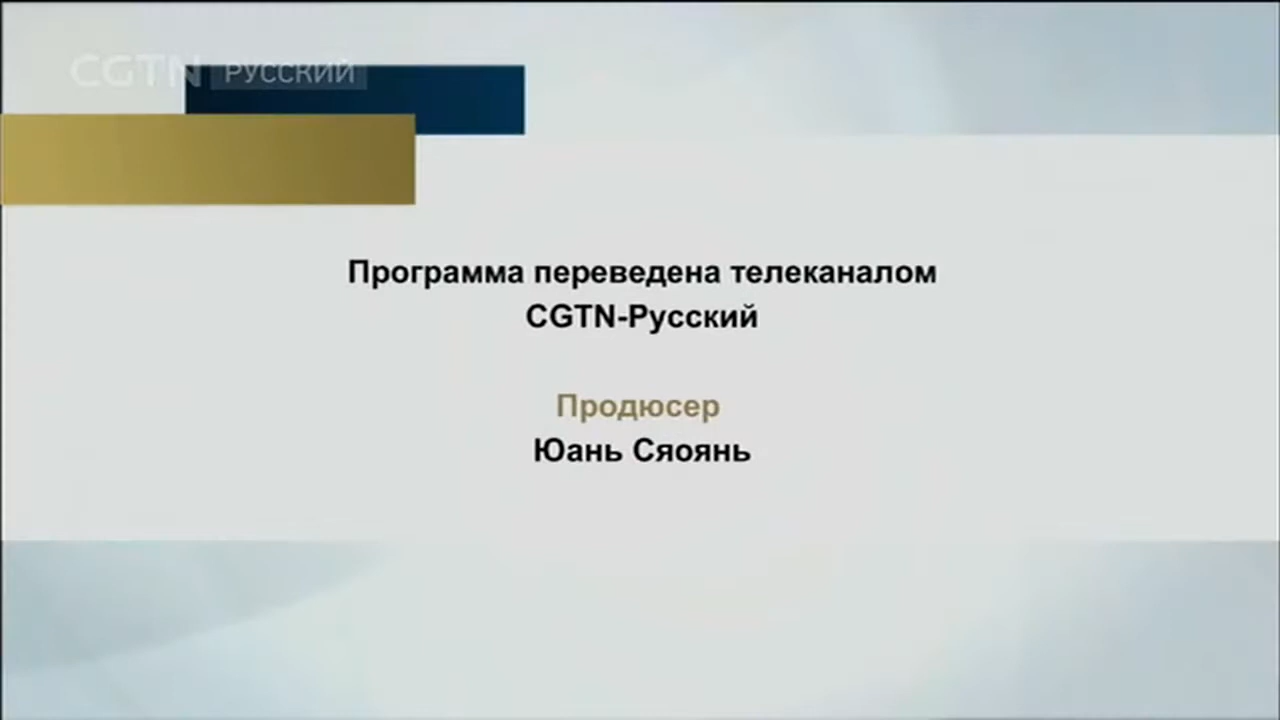 CGTN РУССКИЙ
Программа переведена телеканалом
CGTN-Русский
Продюсер
Юань Сяоянь